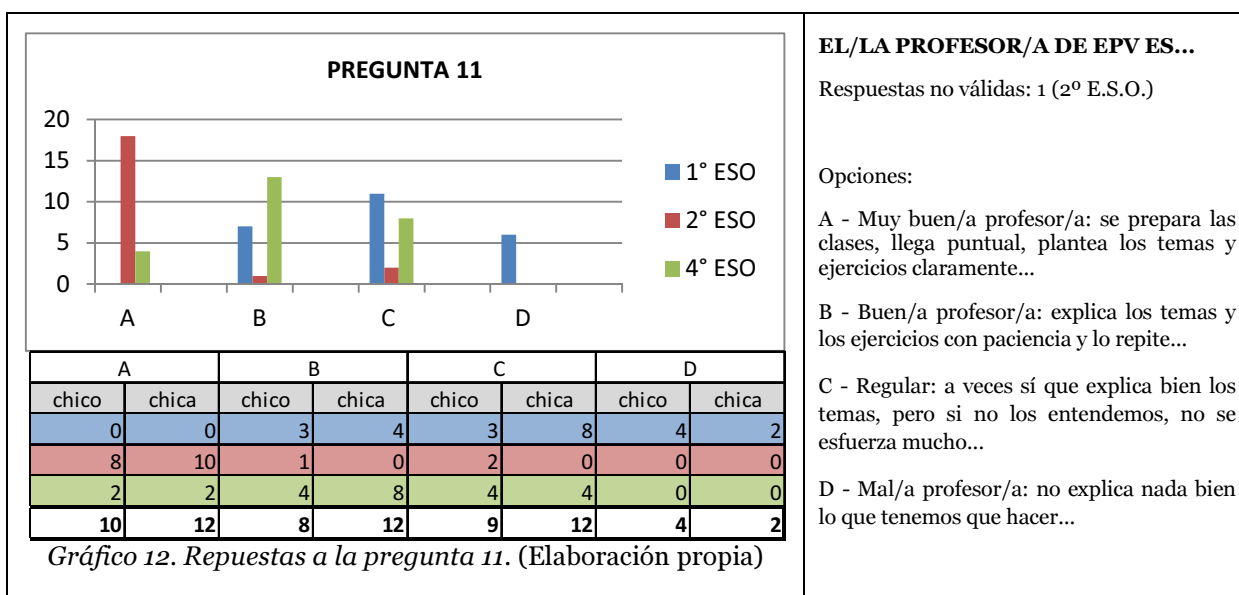 PREGUNTA 11
20
15
10
5
0
A B C D
1° ESO
2° ESO
4° ESO
A B C D
chico chica chico chica chico chica chico chica
0 0 3 4 3 8 4 2
8 10 1 0 2 0 0 0
2 2 4 8 4 4 0 0
10 12 8 12 9 12 4 2
Gráfico 12. Repuestas a la pregunta 11. (Elaboración propia)
EL/LA PROFESOR/A DE EPV ES...
Respuestas no válidas: 1 (2º E.S.O.)
Opciones:
A - Muy buen/a profesor/a: se prepara las
clases, llega puntual, plantea los temas y
ejercicios claramente...
B - Buen/a profesor/a: explica los temas y
los ejercicios con paciencia y lo repite...
C - Regular: a veces sí que explica bien los
temas, pero si no los entendemos, no se
esfuerza mucho...
D - Mal/a profesor/a: no explica nada bien
lo que tenemos que hacer...